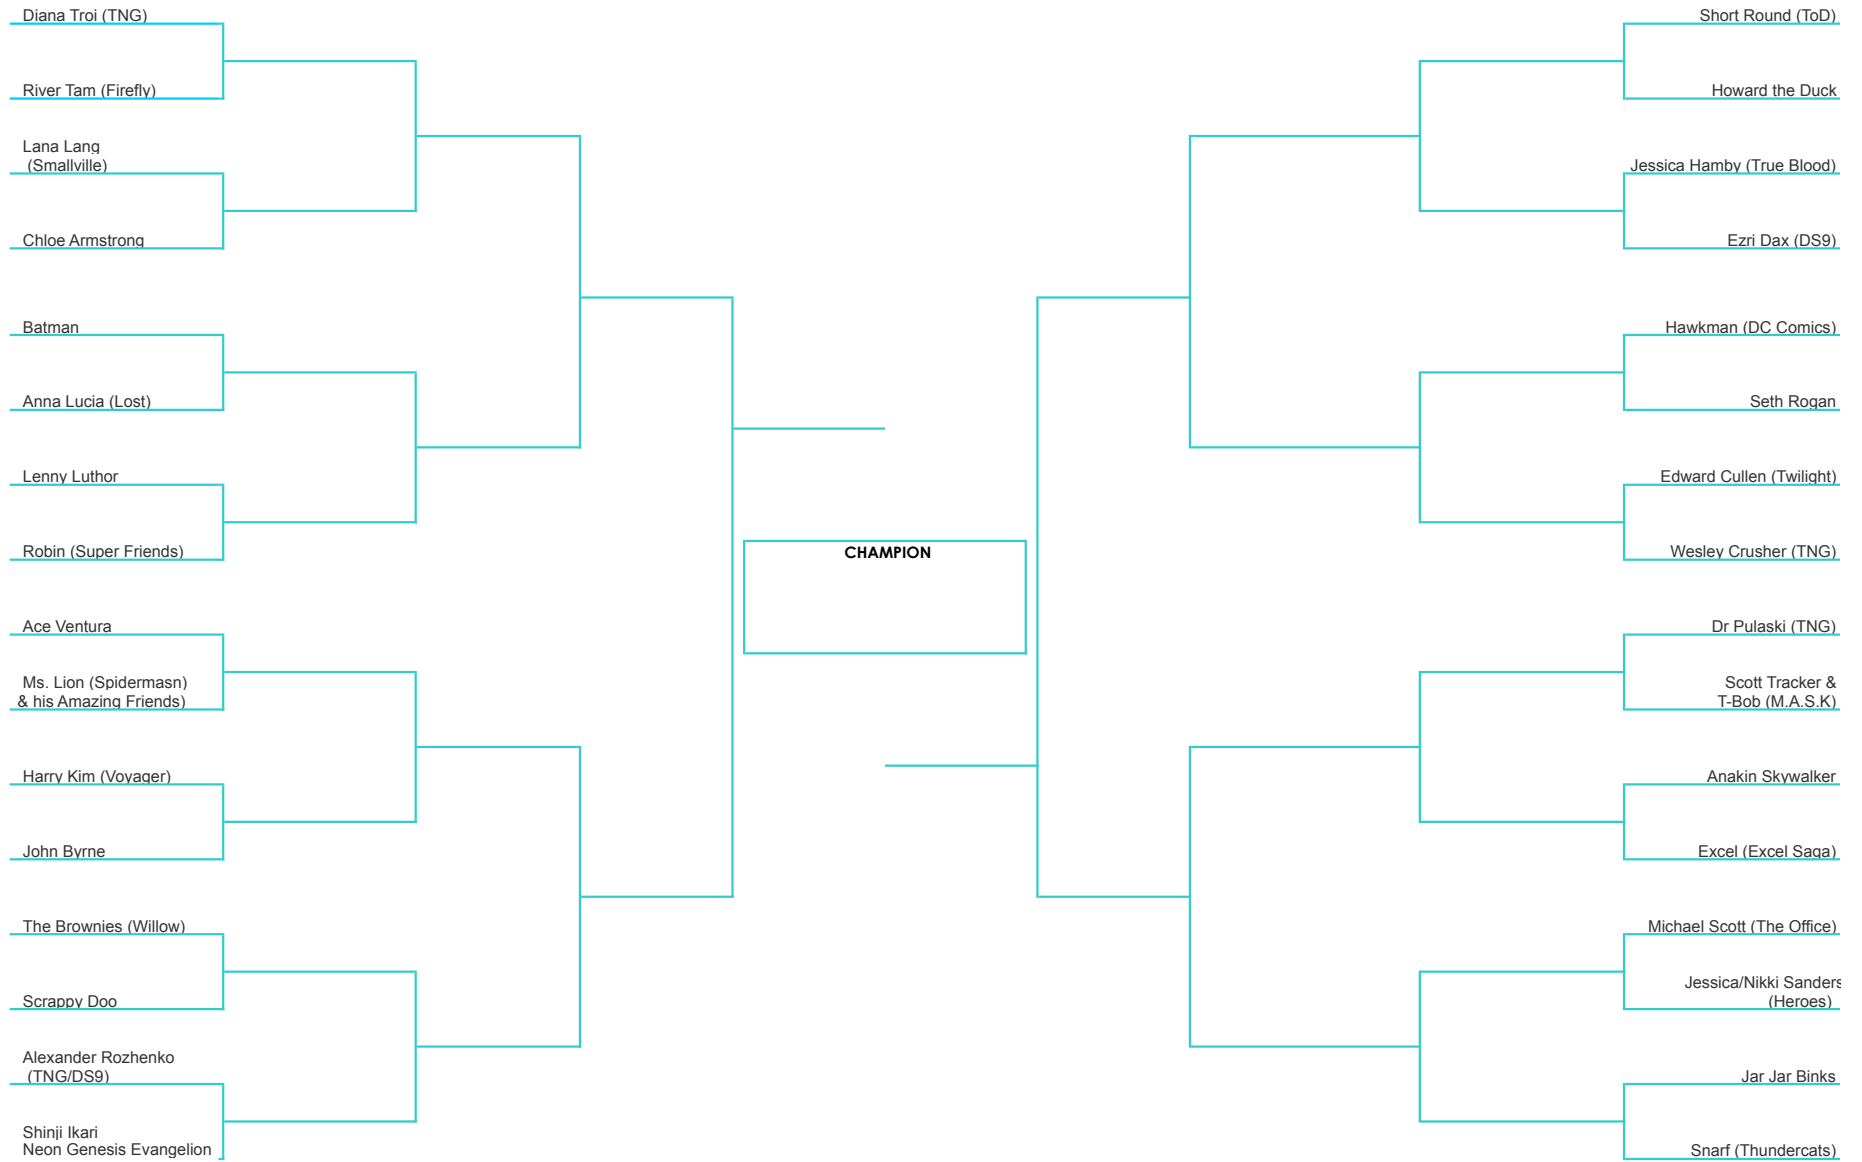 Diana Troi (TNG)
River Tam (Firefly)
Lana Lang
(Smallville)
Chloe Armstrong
Batman
Anna Lucia (Lost)
Lenny Luthor
Robin (Super Friends)
Ace Ventura
Ms. Lion (Spidermasn)
& his Amazing Friends)
Harry Kim (Voyager)
John Byrne
The Brownies (Willow)
Scrappy Doo
Alexander Rozhenko
(TNG/DS9)
Shinji Ikari
Neon Genesis Evangelion
CHAMPION
Short Round (ToD)
Howard the Duck
Jessica Hamby (True Blood)
Ezri Dax (DS9)
Hawkman (DC Comics)
Seth Rogan
Edward Cullen (Twilight)
Wesley Crusher (TNG)
Dr Pulaski (TNG)
Scott Tracker &
T-Bob (M.A.S.K)
Anakin Skywalker
Excel (Excel Saga)
Michael Scott (The Office)
Jessica/Nikki Sanders
(Heroes)
Jar Jar Binks
Snarf (Thundercats)